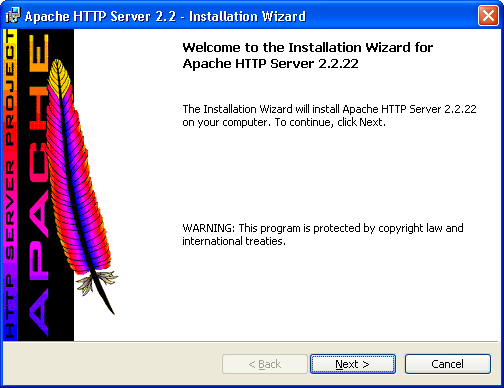 Apache HTTP Server 2.2 - Installation Wizard
HTTP SERVER PROJECT
APACHE
Welcome to the Installation Wizard for
Apache HTTP Server 2.2.22
The Installation Wizard will install Apache HTTP Server 2.2.22
on your computer. To continue, click Next.
WARNING: This program is protected by copyright law and
international treaties.
< Back
Next >
Cancel